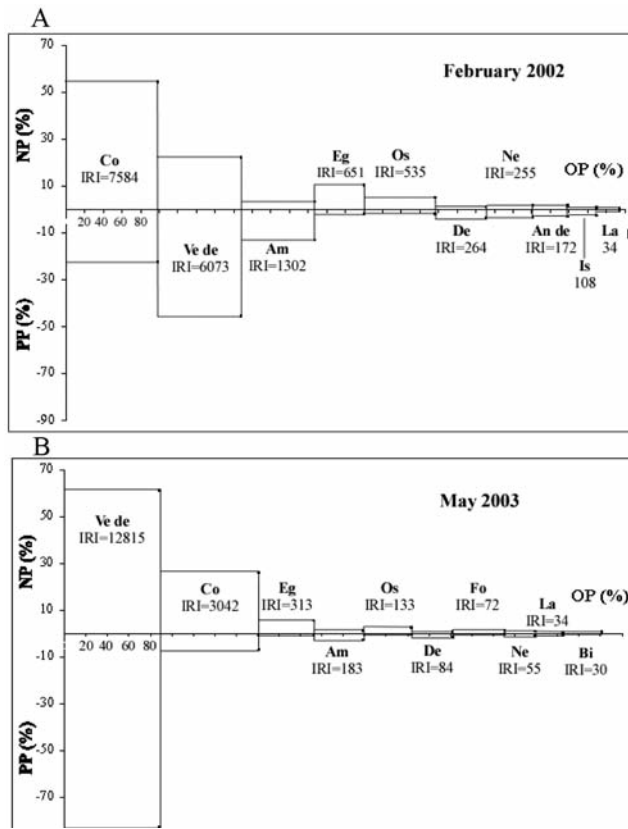 A
70
February 2002
50
NP (%)
30
Eg Os Ne
Co IRI=651 IRI=535 IRI=255 OP (%)
IRI=7584
10
20 40 60 80
-10
De An de La
Ve de Am IRI=264 IRI=172 34
IRI=6073 IRI=1302
Is
-30
108
PP (%)
-50
-70
-90
B
70
May 2003
Ve de
50
IRI=12815
NP (%)
30
Co Eg Os Fo
IRI=3042 IRI=313 IRI=133 IRI=72 La OP (%)
IRI=34
10
20 40 60 80
-10
Am De Ne Bi
IRI=183 IRI=84 IRI=55 IRI=30
-30
-50
PP (%)
-70